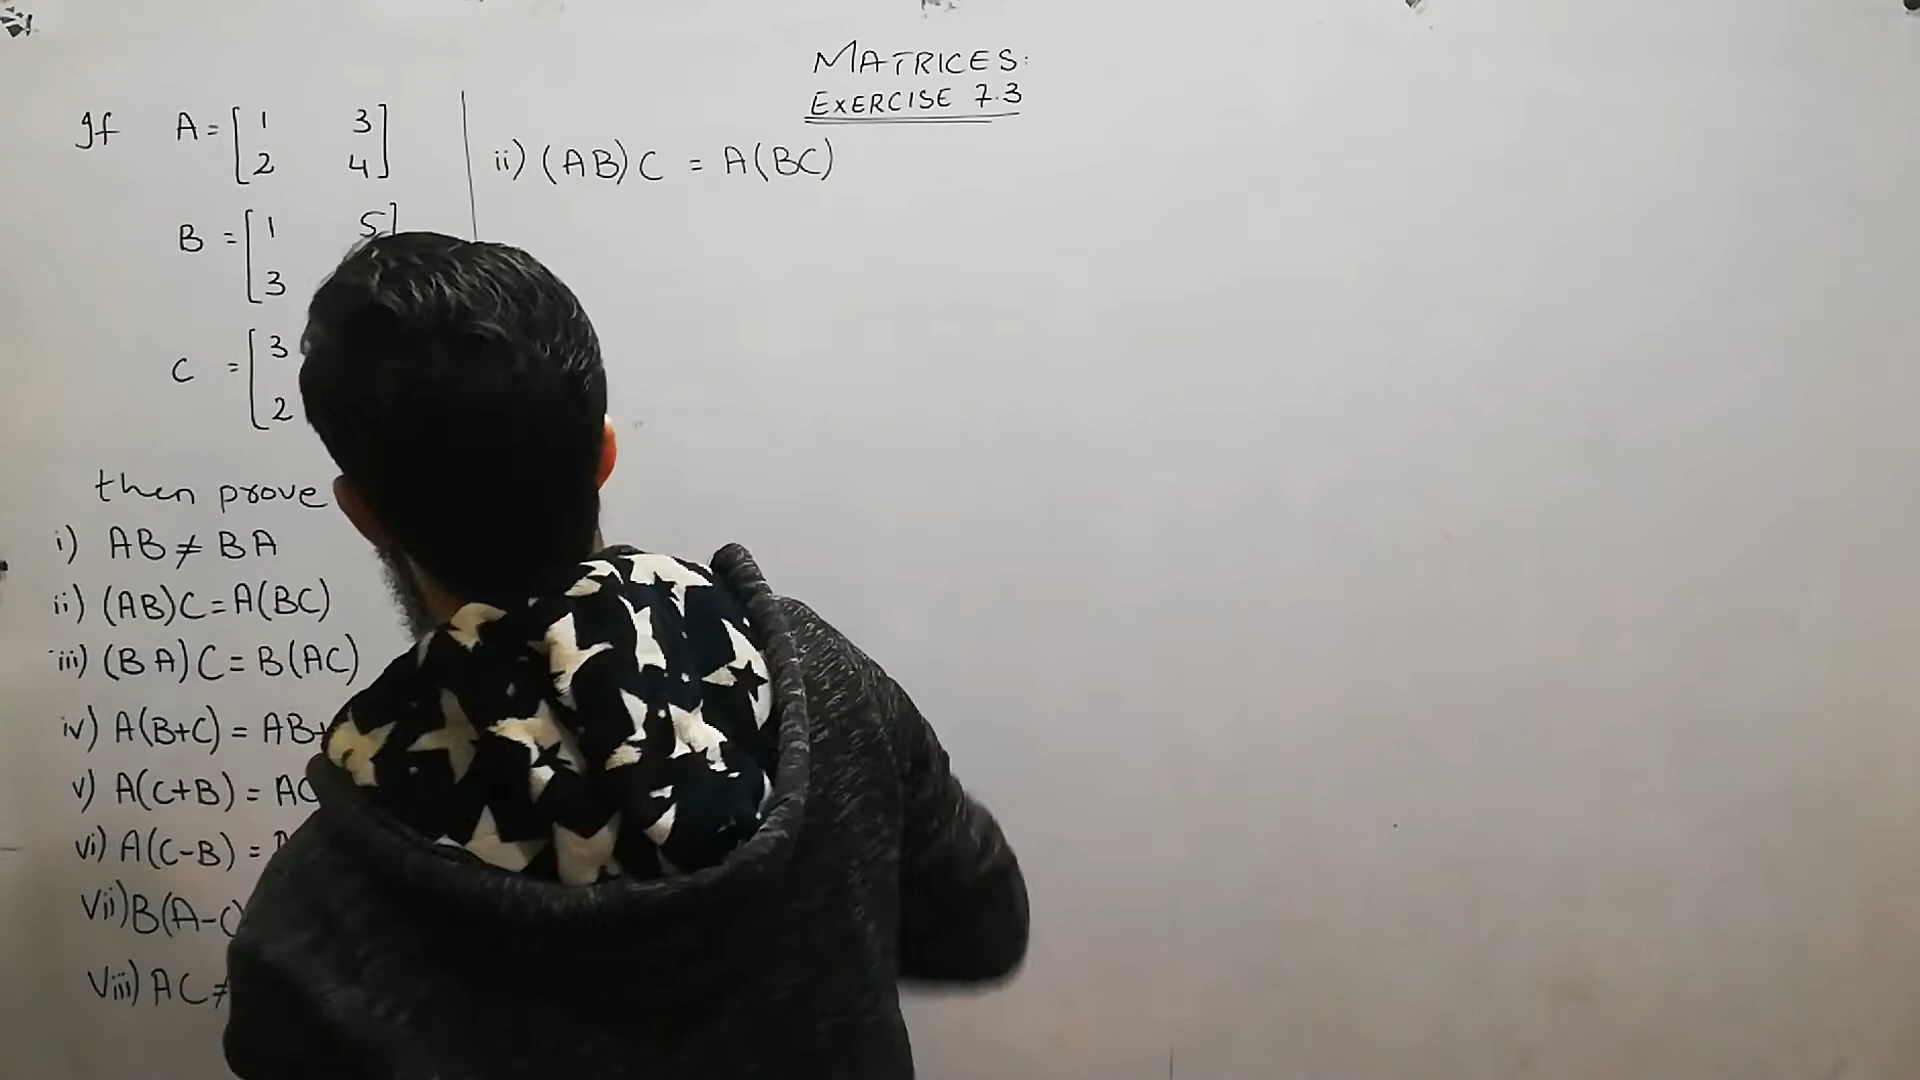 MATRICES:
EXERCISE 7.3
If A = [1 3
2 4]
B = [1 5]
[3
C = [3
2
then prove
i) AB ≠ BA
ii) (AB)C = A(BC)
iii) (BA)C = B(AC)
iv) A(B+C) = AB+
v) A(C+B) = AC
vi) A(C-B) =
vii) B(A-C)
viii) AC ≠
ii) (AB)C = A(BC)